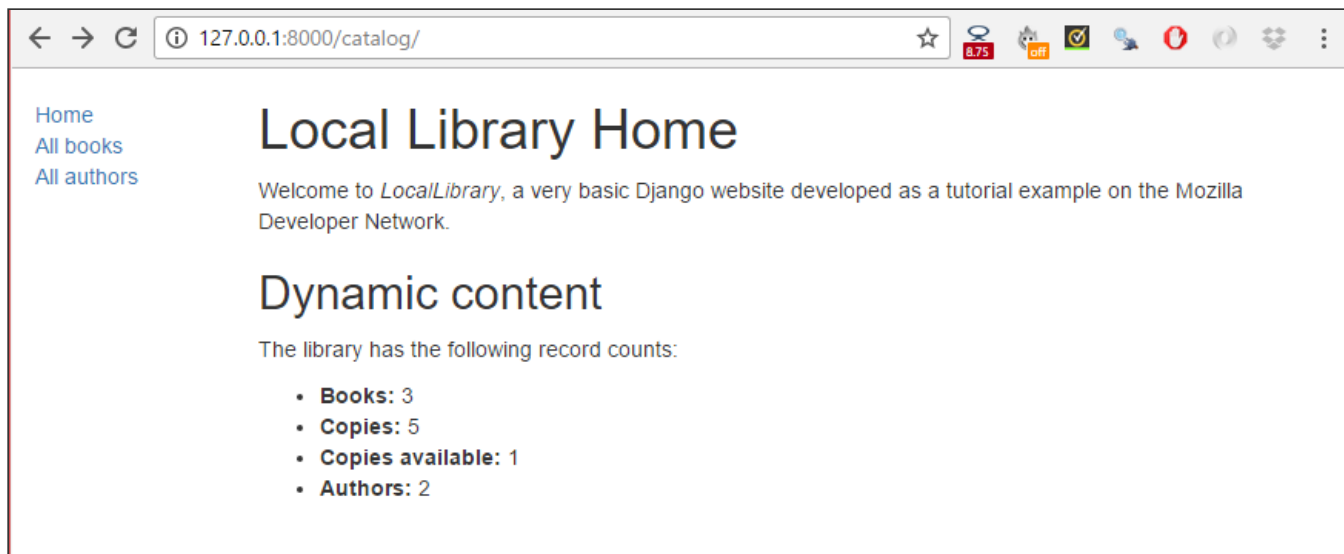 127.0.0.1:8000/catalog/
8.75
off
Home
All books
All authors
Local Library Home
Welcome to LocalLibrary, a very basic Django website developed as a tutorial example on the Mozilla
Developer Network.
Dynamic content
The library has the following record counts:
• Books: 3
• Copies: 5
• Copies available: 1
• Authors: 2